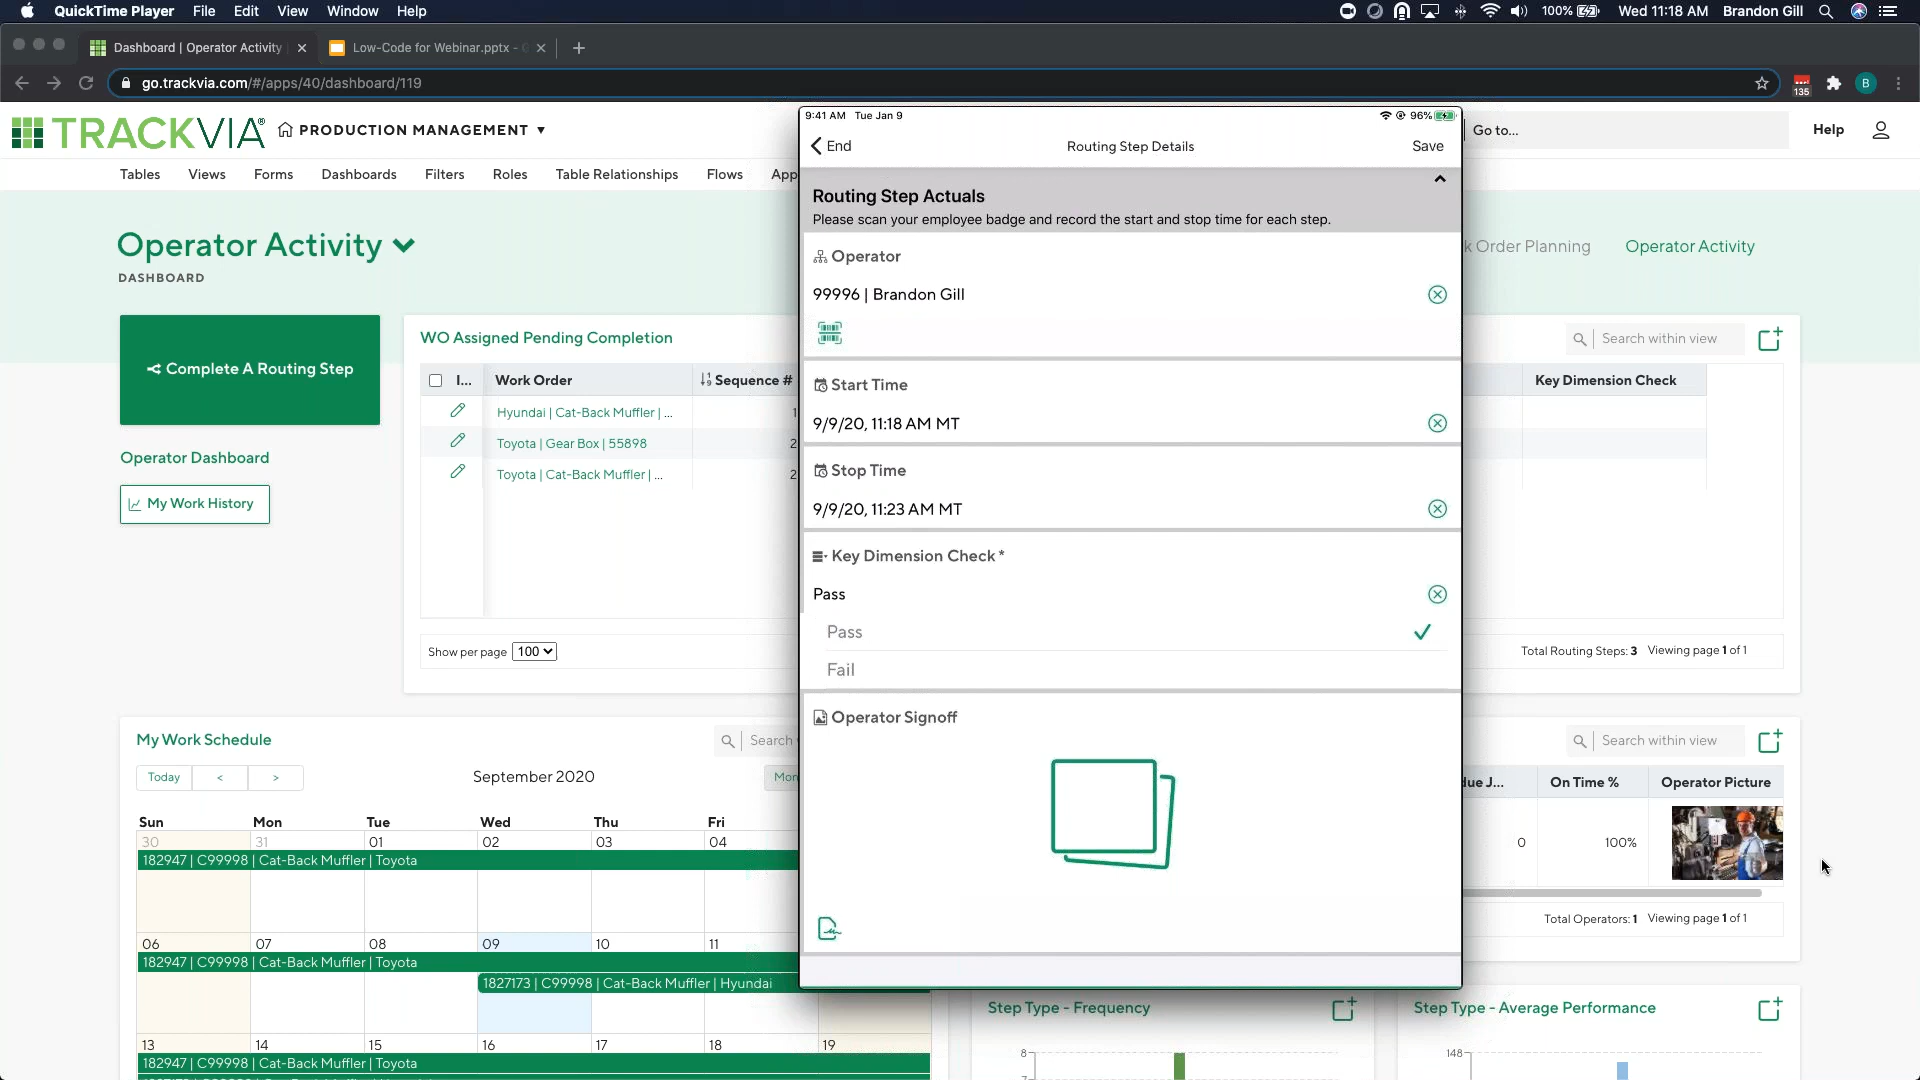 QuickTime Player File Edit View Window Help
100% Wed 11:18 AM Brandon Gill
Dashboard | Operator Activity
Low-Code for Webinar.pptx -
go.trackvia.com/#/apps/40/dashboard/119
135
B
TRACKVIA
PRODUCTION MANAGEMENT
Go to...
Help
Tables Views Forms Dashboards Filters Roles Table Relationships Flows App
Operator Activity
DASHBOARD
k Order Planning
Operator Activity
Complete A Routing Step
Operator Dashboard
My Work History
WO Assigned Pending Completion
Search within view
I... Work Order Sequence # Key Dimension Check
Hyundai | Cat-Back Muffler | ... 1
Toyota | Gear Box | 55898 2
Toyota | Cat-Back Muffler | ... 2
Show per page 100
Total Routing Steps: 3 Viewing page 1 of 1
9:41 AM Tue Jan 9
96%
End
Routing Step Details
Save
Routing Step Actuals
Please scan your employee badge and record the start and stop time for each step.
Operator
99996 | Brandon Gill
Start Time
9/9/20, 11:18 AM MT
Stop Time
9/9/20, 11:23 AM MT
Key Dimension Check *
Pass
Pass
Fail
Operator Signoff
My Work Schedule
Search
Today < >
September 2020
Mon
Sun Mon Tue Wed Thu Fri
30 31 01 02 03 04
182947 | C99998 | Cat-Back Muffler | Toyota
06 07 08 09 10 11
182947 | C99998 | Cat-Back Muffler | Toyota
1827173 | C99998 | Cat-Back Muffler | Hyundai
13 14 15 16 17 18 19
182947 | C99998 | Cat-Back Muffler | Toyota
Search within view
lue J... On Time % Operator Picture
0 100%
Total Operators: 1 Viewing page 1 of 1
Step Type - Frequency
8
7
Step Type - Average Performance
148